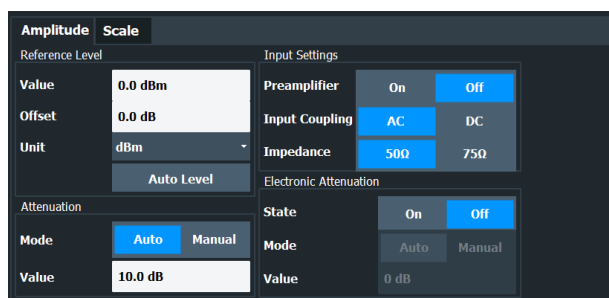 Amplitude Scale
Reference Level
Value 0.0 dBm
Offset 0.0 dB
Unit dBm
Auto Level
Attenuation
Mode Auto Manual
Value 10.0 dB
Input Settings
Preamplifier On Off
Input Coupling AC DC
Impedance 50Ω 75Ω
Electronic Attenuation
State On Off
Mode Auto Manual
Value 0 dB